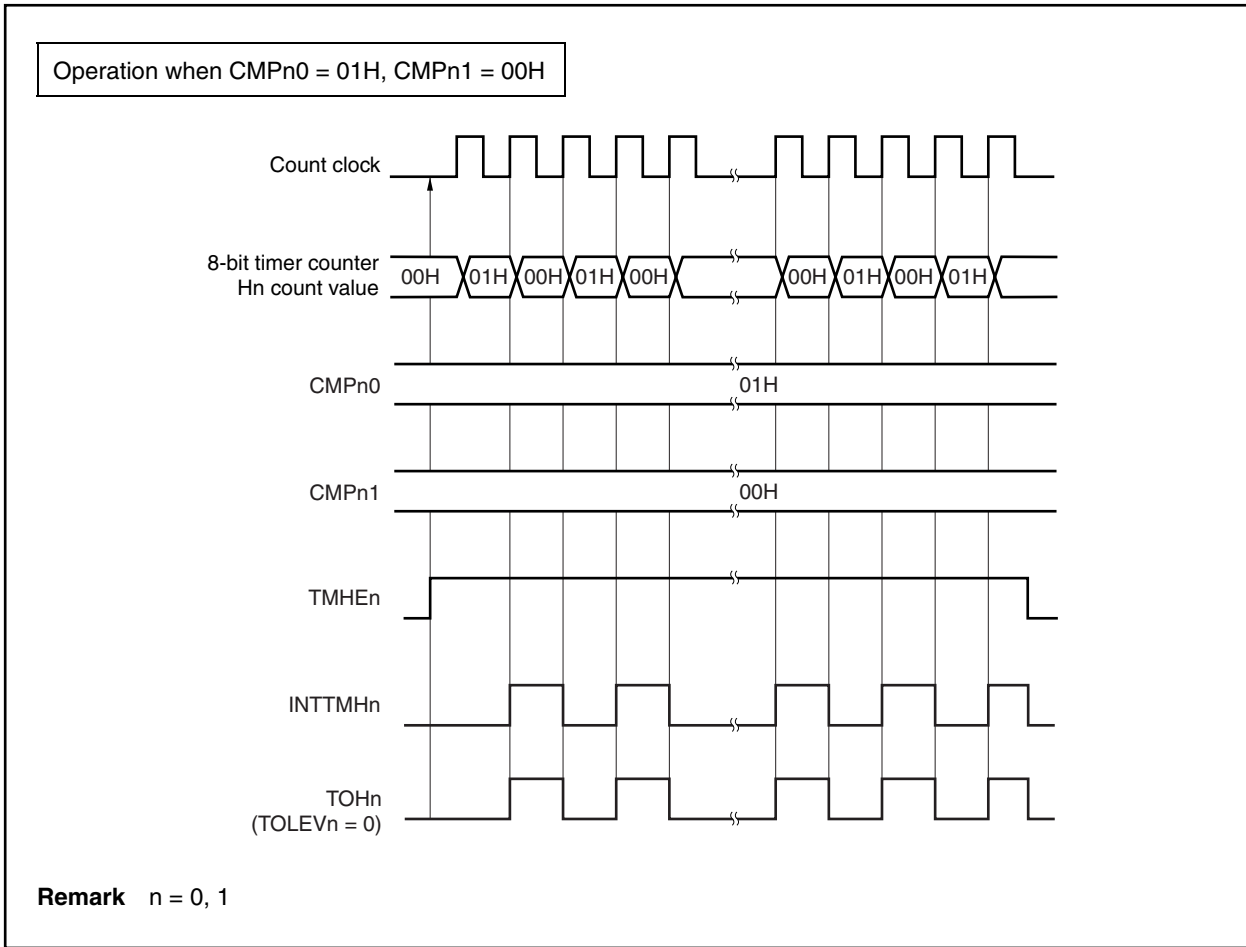 Operation when CMPn0 = 01H, CMPn1 = 00H
Count clock
8-bit timer counter
Hn count value
00H 01H 00H 01H 00H 00H 01H 00H 01H
CMPn0
01H
CMPn1
00H
TMHEn
INTTMHn
TOHn
(TOLEVn = 0)
Remark n = 0, 1